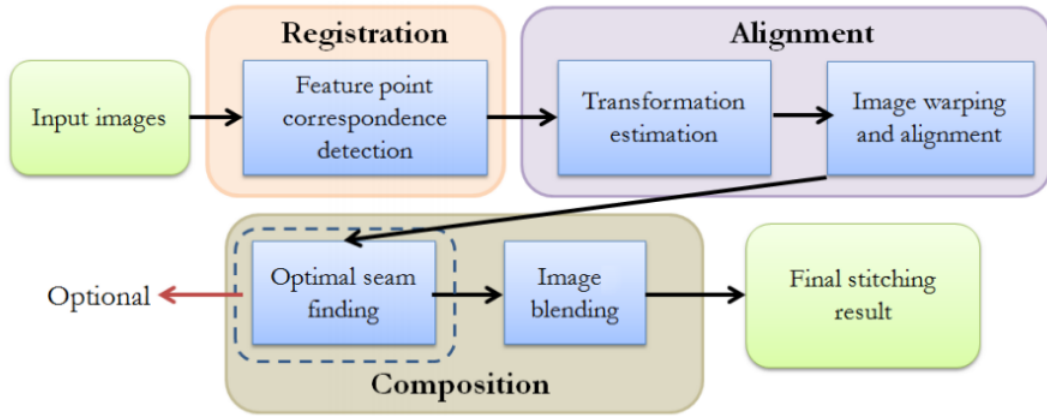 Registration
Alignment
Input images
Feature point
correspondence
detection
Transformation
estimation
Image warping
and alignment
Optional
Optimal seam
finding
Image
blending
Final stitching
result
Composition